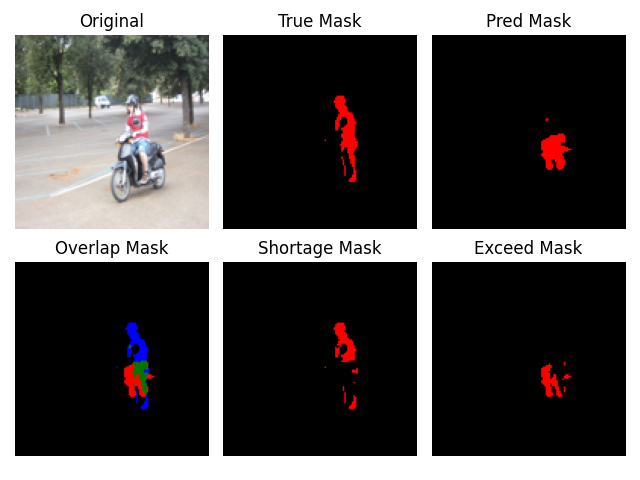 Original
True Mask
Pred Mask
Overlap Mask
Shortage Mask
Exceed Mask